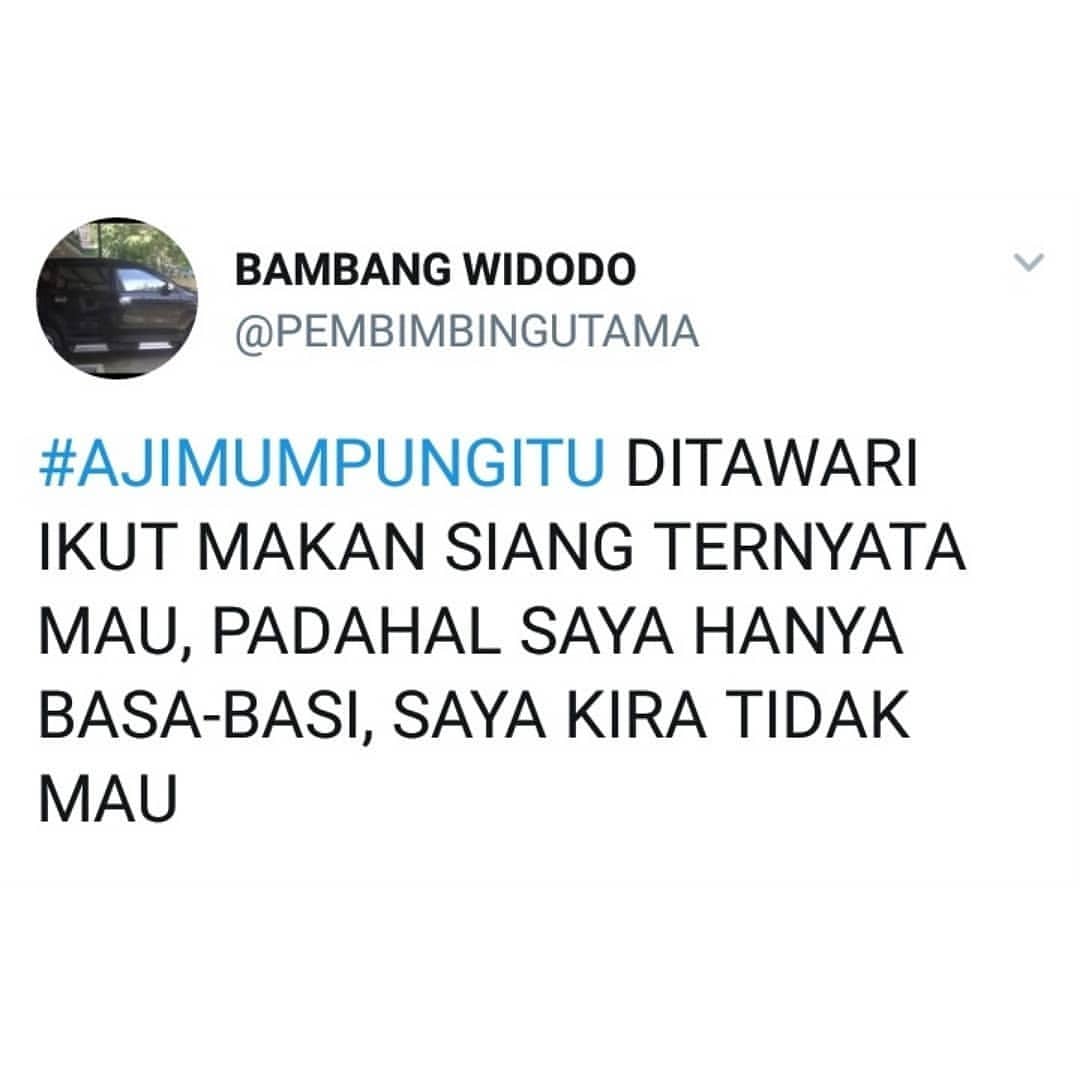 BAMBANG WIDODO
@PEMBIMBINGUTAMA
#AJIMUMPUNGITU DITAWARI
IKUT MAKAN SIANG TERNYATA
MAU, PADAHAL SAYA HANYA
BASA-BASI, SAYA KIRA TIDAK
MAU